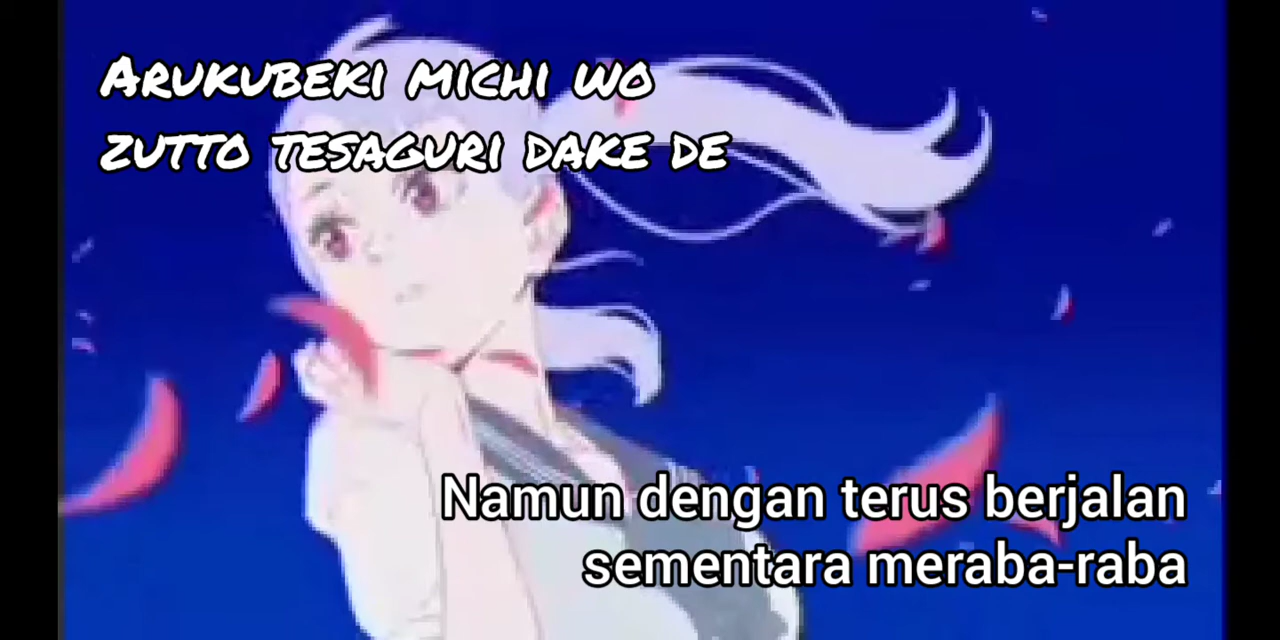 ARUKUBEKI MICHI WO
ZUTTO TESAGURI DAKE DE
Namun dengan terus berjalan
sementara meraba-raba